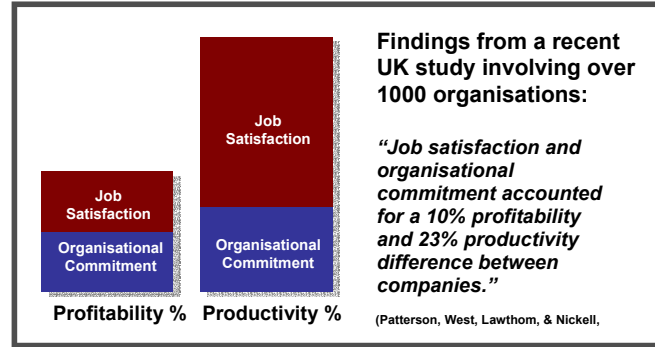 Job
Satisfaction
Organisational
Commitment
Profitability %
Job
Satisfaction
Organisational
Commitment
Productivity %
Findings from a recent
UK study involving over
1000 organisations:
“Job satisfaction and
organisational
commitment accounted
for a 10% profitability
and 23% productivity
difference between
companies.”
(Patterson, West, Lawthom, & Nickell,